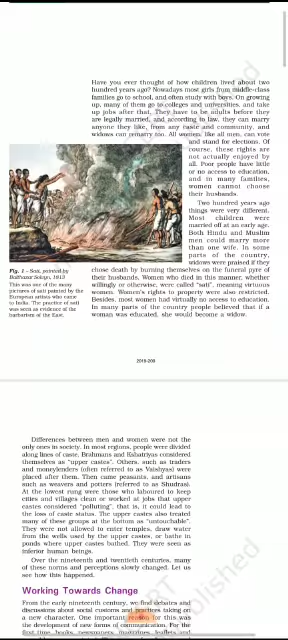 Have you ever thought of how children lived about two
hundred years ago? Nowadays most girls from middle-class
families go to school, and often study with boys. On growing
up, many of them go to colleges and universities, and take
up jobs after that. They have to be adults before they
are legally married, and according to law, they can marry
anyone they like, from any caste and community, and
widows can remarry too. All women, like all men, can vote
and stand for elections. Of
course, these rights are
not actually enjoyed by
all. Poor people have little
or no access to education,
and in many families,
women cannot choose
their husbands.
Two hundred years ago
things were very different.
Most children were
married off at an early age.
Both Hindu and Muslim
men could marry more
than one wife. In some
parts of the country,
widows were praised if they
chose death by burning themselves on the funeral pyre of
their husbands. Women who died in this manner, whether
willingly or otherwise, were called "sati", meaning virtuous
women. Women's rights to property were also restricted.
Besides, most women had virtually no access to education.
In many parts of the country people believed that if a
woman was educated, she would become a widow.
Fig. 1 – Sati, painted by
Balthazar Solvyn, 1813
This was one of the many
pictures of sati painted by the
European artists who came
to India. The practice of sati
was seen as evidence of the
barbarism of the East.
2019-200
Differences between men and women were not the
only ones in society. In most regions, people were divided
along lines of caste. Brahmans and Kshatriyas considered
themselves as "upper castes". Others, such as traders
and moneylenders (often referred to as Vaishyas) were
placed after them. Then came peasants, and artisans
such as weavers and potters (referred to as Shudras).
At the lowest rung were those who laboured to keep
cities and villages clean or worked at jobs that upper
castes considered "polluting", that is, it could lead to
the loss of caste status. The upper castes also treated
many of these groups at the bottom as "untouchable".
They were not allowed to enter temples, draw water
from the wells used by the upper castes, or bathe in
ponds where upper castes bathed. They were seen as
inferior human beings.
Over the nineteenth and twentieth centuries, many
of these norms and perceptions slowly changed. Let us
see how this happened.
Working Towards Change
From the early nineteenth century, we find debates and
discussions about social customs and practices taking on
a new character. One important reason for this was
the development of new forms of communication. For the
first time, books, newspapers, magazines, leaflets and